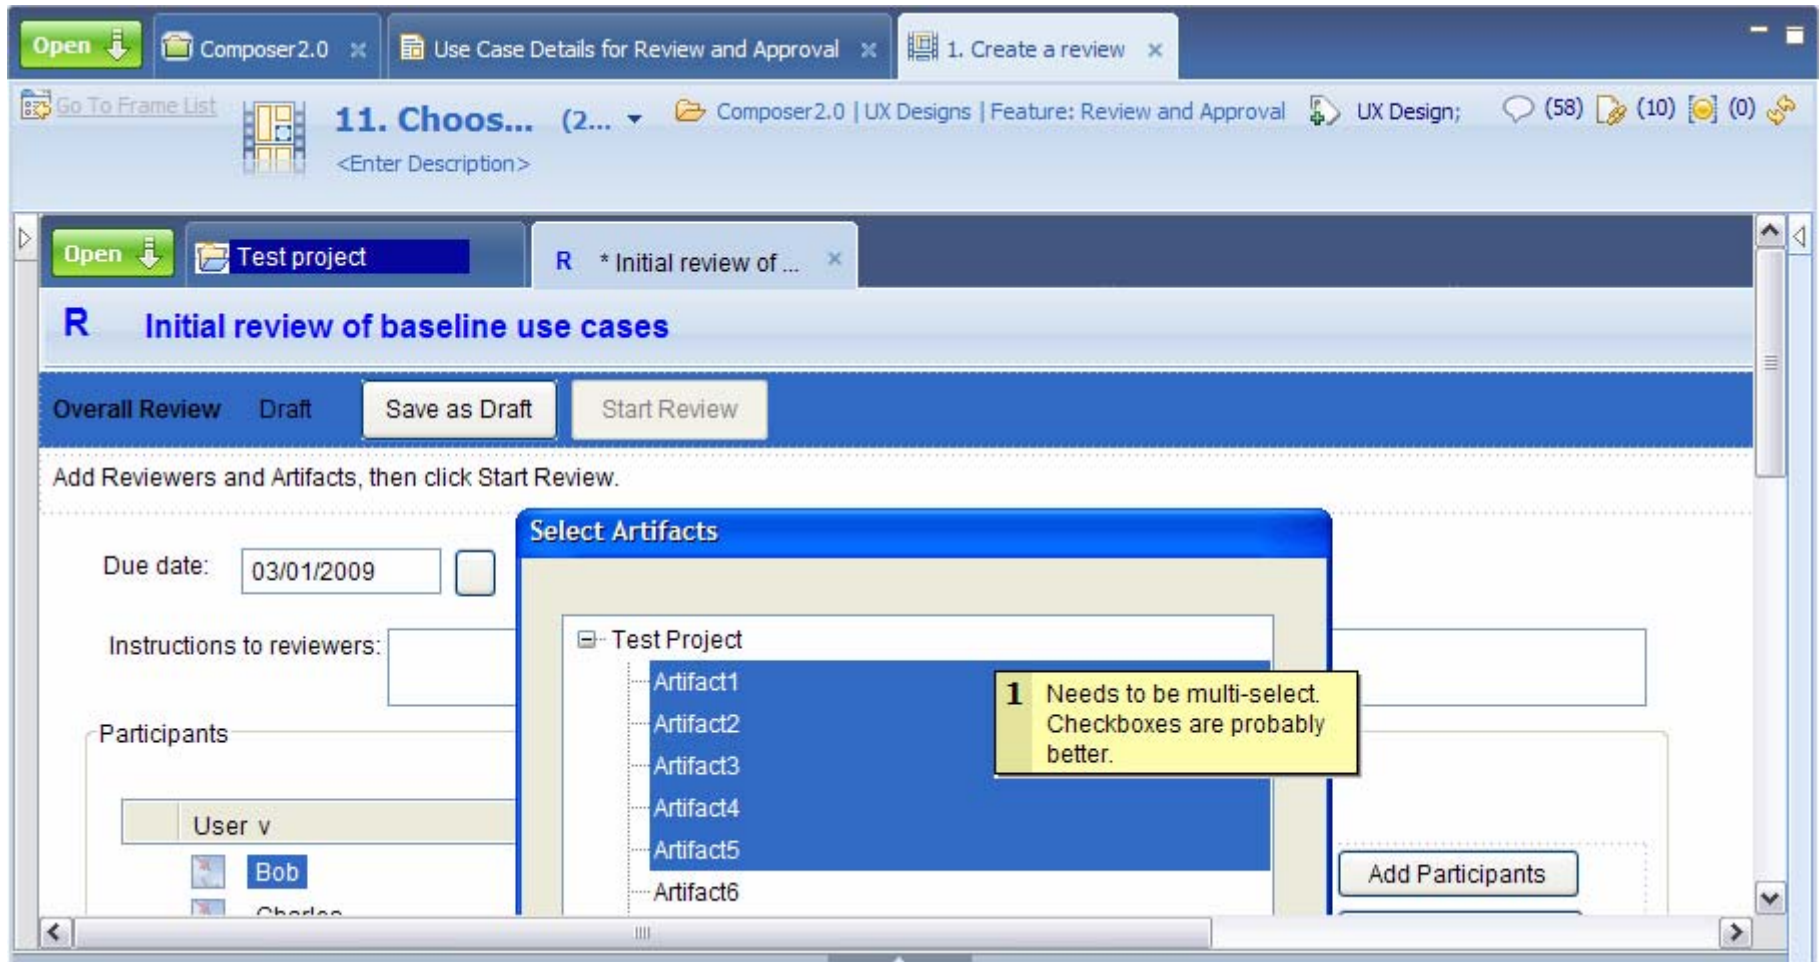 Open
Composer2.0
Use Case Details for Review and Approval
1. Create a review
Go To Frame List
11. Choos... (2...
Composer2.0 | UX Designs | Feature: Review and Approval
UX Design;
(58) (10) (0)
<Enter Description>
Open
Test project
R * Initial review of ...
R Initial review of baseline use cases
Overall Review Draft Save as Draft Start Review
Add Reviewers and Artifacts, then click Start Review.
Select Artifacts
Due date: 03/01/2009
Instructions to reviewers:
Test Project
Artifact1
Artifact2
Artifact3
Artifact4
Artifact5
Artifact6
1 Needs to be multi-select.
Checkboxes are probably
better.
Participants
User v
Bob
Charles
Add Participants